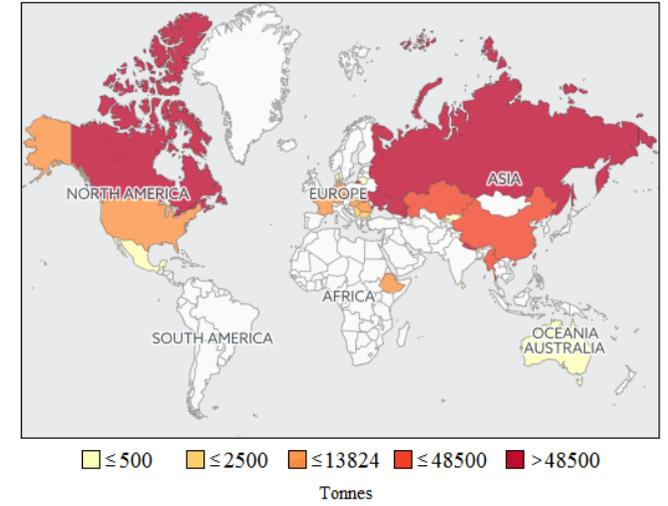 ASIA
NORTH AMERICA
EUROPE
AFRICA
SOUTH AMERICA
OCEANIA
AUSTRALIA
≤500 ≤2500 ≤13824 ≤48500 >48500
Tonnes